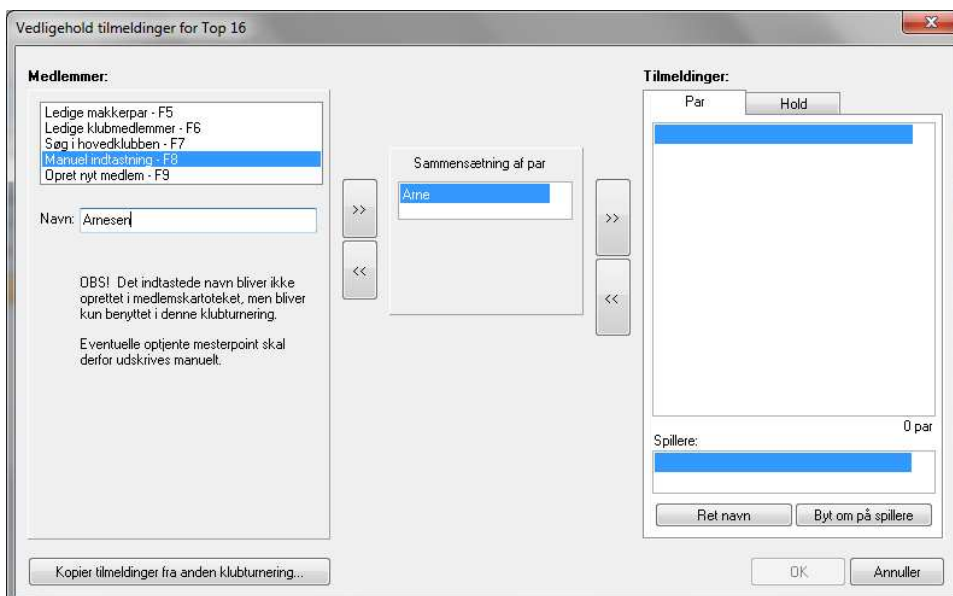 Vedligehold tilmeldinger for Top 16
x
Medlemmer:
Ledige makkerpar - F5
Ledige klubmedlemmer - F6
Søg i hovedklubben - F7
Manuel indtastning - F8
Opret nyt medlem - F9
Navn: Arnesen
OBS! Det indtastede navn bliver ikke
oprettet i medlemskartoteket, men bliver
kun benyttet i denne klubturnering.
Eventuelle optjente mesterpoint skal
derfor udskrives manuelt.
>>
<<
Sammensætning af par
Arne
>>
<<
Tilmeldinger:
Par Hold
0 par
Spillere:
Ret navn Byt om på spillere
Kopier tilmeldinger fra anden klubturnering...
OK Annuller